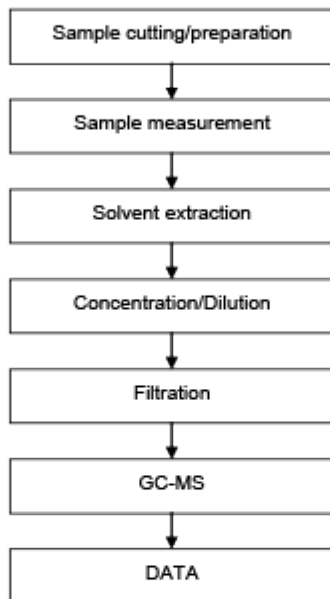 Sample cutting/preparation
Sample measurement
Solvent extraction
Concentration/Dilution
Filtration
GC-MS
DATA